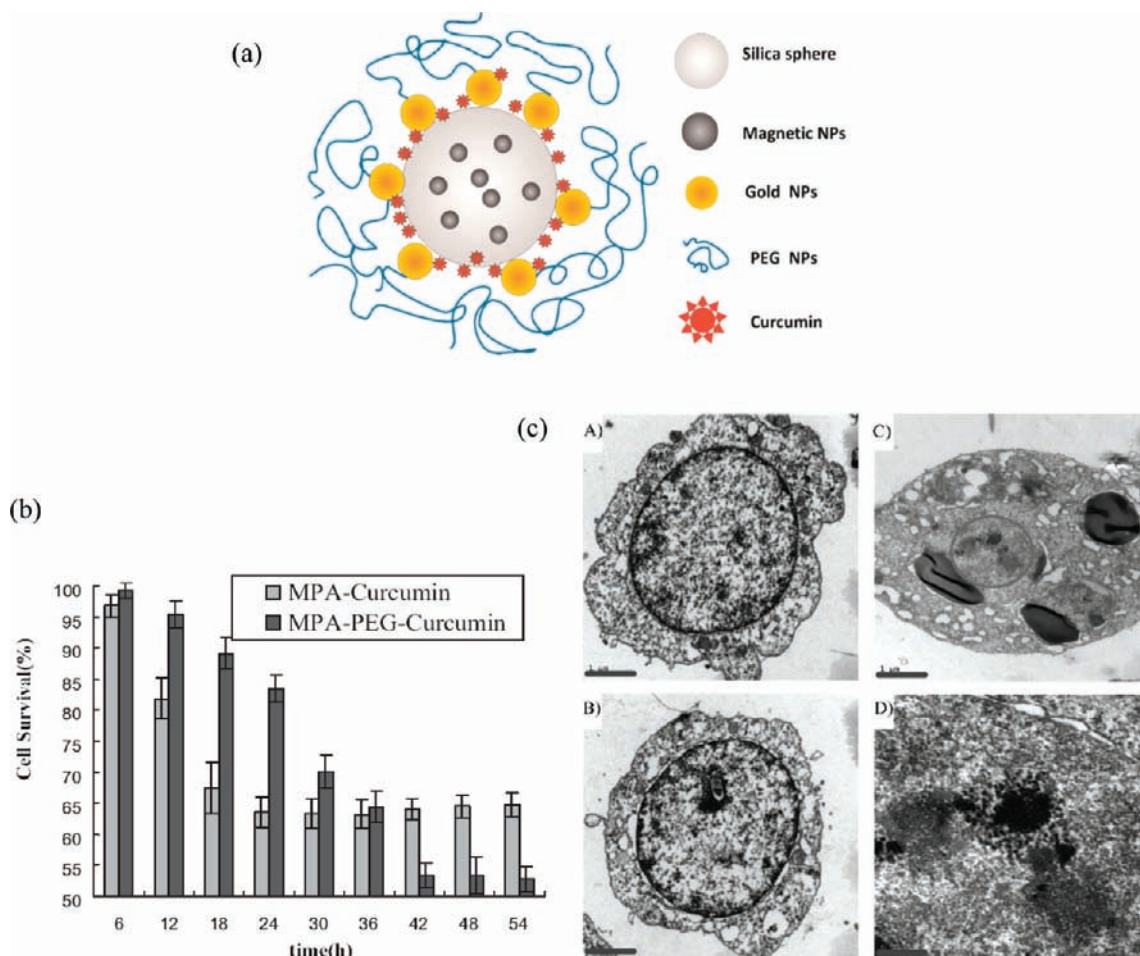 (a)
Silica sphere
Magnetic NPs
Gold NPs
PEG NPs
Curcumin
(b)
Cell Survival(%)
100
95
90
85
80
75
70
65
60
55
50
MPA-Curcumin
MPA-PEG-Curcumin
6 12 18 24 30 36 42 48 54
time(h)
(c)
A)
C)
B)
D)